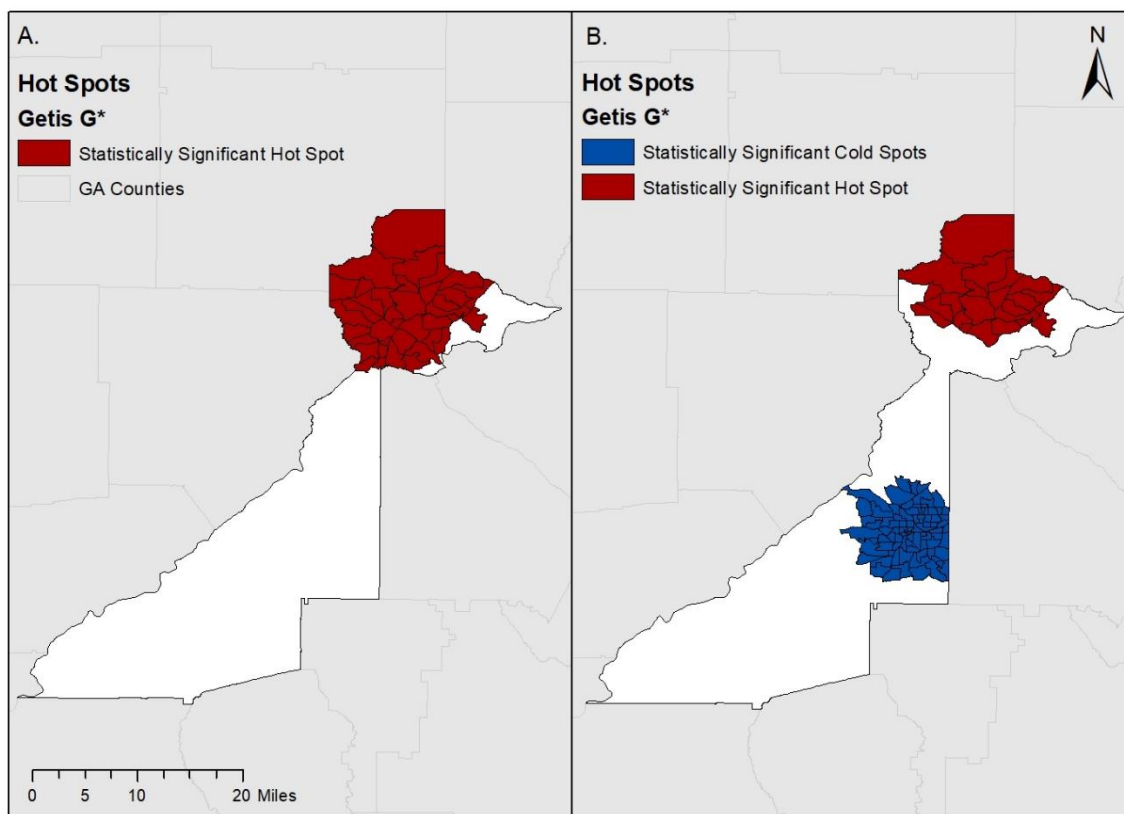 A.
Hot Spots
Getis G*
Statistically Significant Hot Spot
GA Counties
0 5 10 20 Miles
B.
N
Hot Spots
Getis G*
Statistically Significant Cold Spots
Statistically Significant Hot Spot